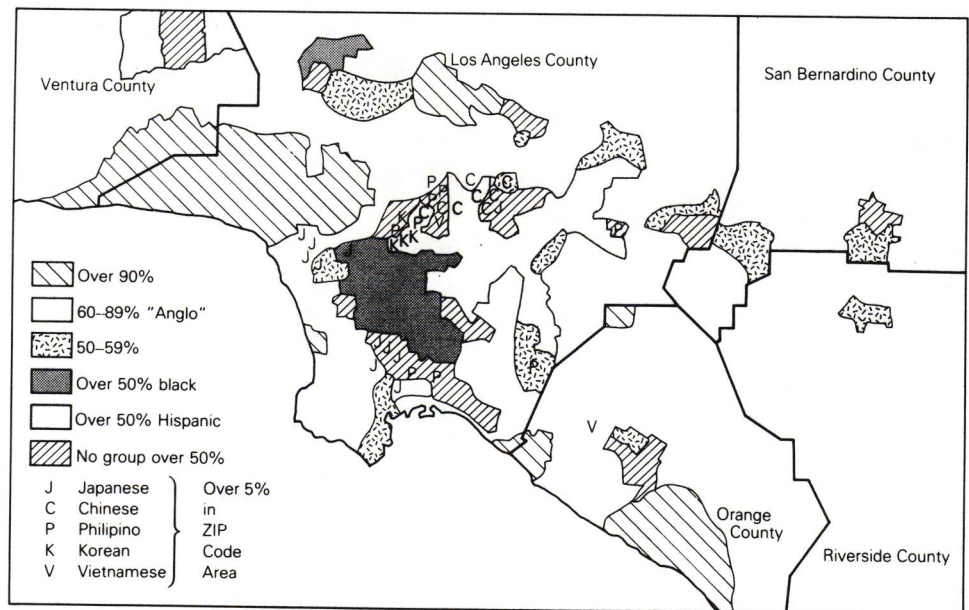 Ventura County
Los Angeles County
San Bernardino County
Over 90%
60–89% "Anglo"
50–59%
Over 50% black
Over 50% Hispanic
No group over 50%
J Japanese
C Chinese
P Philipino
K Korean
V Vietnamese
Over 5%
in
ZIP
Code
Area
V
Orange
County
Riverside County